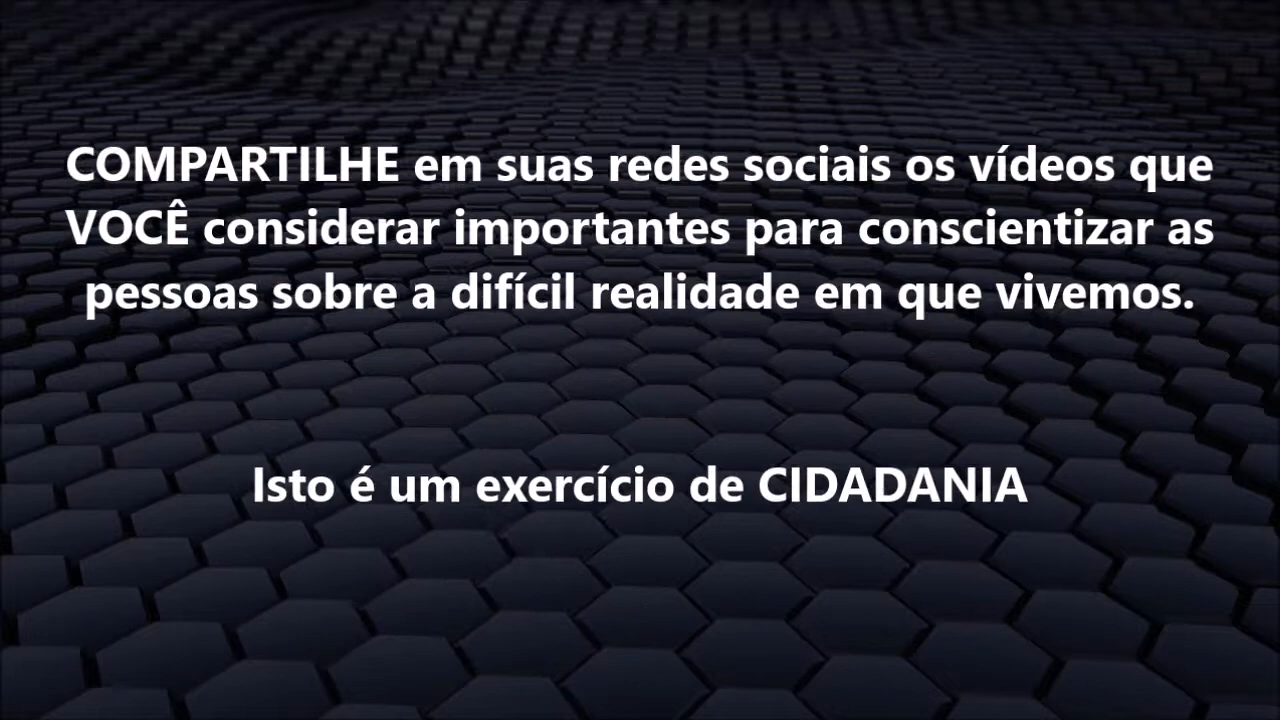 COMPARTILHE em suas redes sociais os vídeos que
VOCÊ considerar importantes para conscientizar as
pessoas sobre a difícil realidade em que vivemos.
Isto é um exercício de CIDADANIA